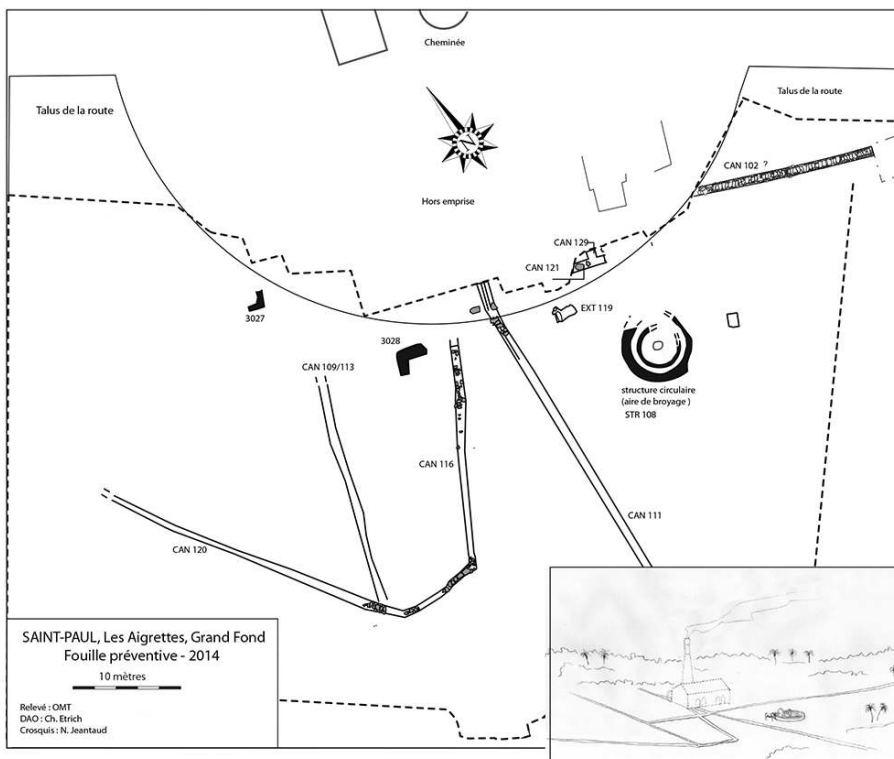 Cheminée
Talus de la route
Talus de la route
N
CAN 102 ?
Hors emprise
CAN 129
CAN 121
EXT 119
3027
3028
CAN 109/113
structure circulaire
(aire de broyage )
STR 108
CAN 116
CAN 111
CAN 120
SAINT-PAUL, Les Aigrettes, Grand Fond
Fouille préventive - 2014
10 mètres
Relevé : OMT
DAO : Ch. Etrich
Croquis : N. Jeantaud